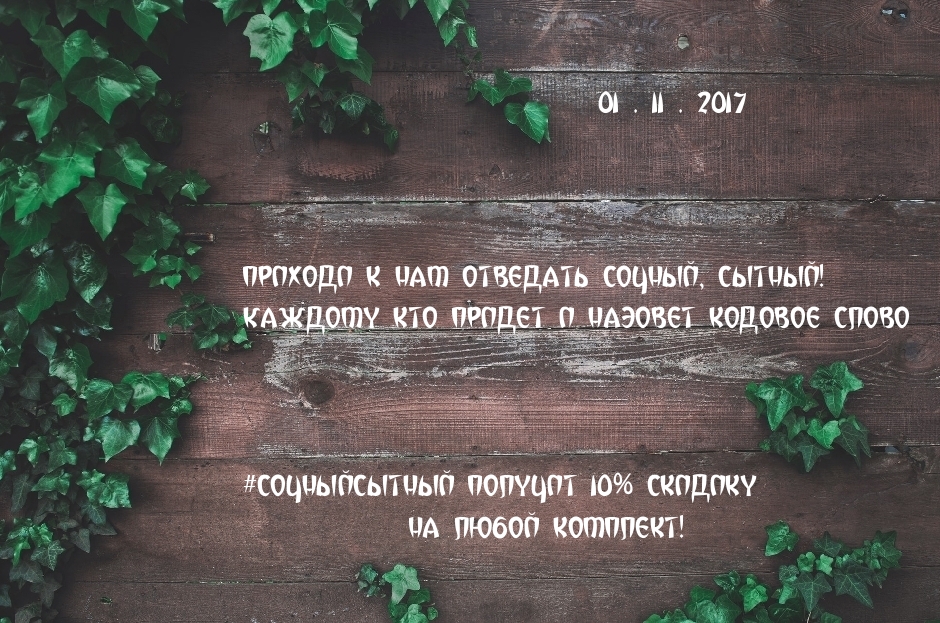 01 . 11 . 2017
ПРИХОДИ К НАМ ОТВЕДАТЬ СОЧНЫЙ, СЫТНЫЙ!
КАЖДОМУ КТО ПРИДЕТ И НАЗОВЕТ КОДОВОЕ СЛОВО
#СОЧНЫЙСЫТНЫЙ ПОЛУЧИТ 10% СКИДКУ
НА ЛЮБОЙ КОМПЛЕКТ!